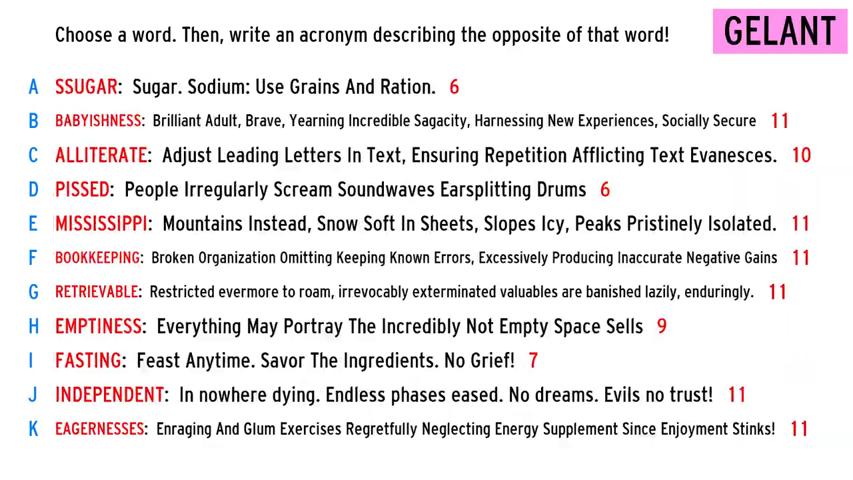 Choose a word. Then, write an acronym describing the opposite of that word!
GELANT
A SSUGAR: Sugar. Sodium: Use Grains And Ration. 6
B BABYISHNESS: Brilliant Adult, Brave, Yearning Incredible Sagacity, Harnessing New Experiences, Socially Secure 11
C ALLITERATE: Adjust Leading Letters In Text, Ensuring Repetition Afflicting Text Evanesces. 10
D PISSED: People Irregularly Scream Soundwaves Earsplitting Drums 6
E MISSISSIPPI: Mountains Instead, Snow Soft In Sheets, Slopes Icy, Peaks Pristinely Isolated. 11
F BOOKKEEPING: Broken Organization Omitting Keeping Known Errors, Excessively Producing Inaccurate Negative Gains 11
G RETRIEVABLE: Restricted evermore to roam, irrevocably exterminated valuables are banished lazily, enduringly. 11
H EMPTINESS: Everything May Portray The Incredibly Not Empty Space Sells 9
I FASTING: Feast Anytime. Savor The Ingredients. No Grief! 7
J INDEPENDENT: In nowhere dying. Endless phases eased. No dreams. Evils no trust! 11
K EAGERNESSES: Enraging And Glum Exercises Regretfully Neglecting Energy Supplement Since Enjoyment Stinks! 11